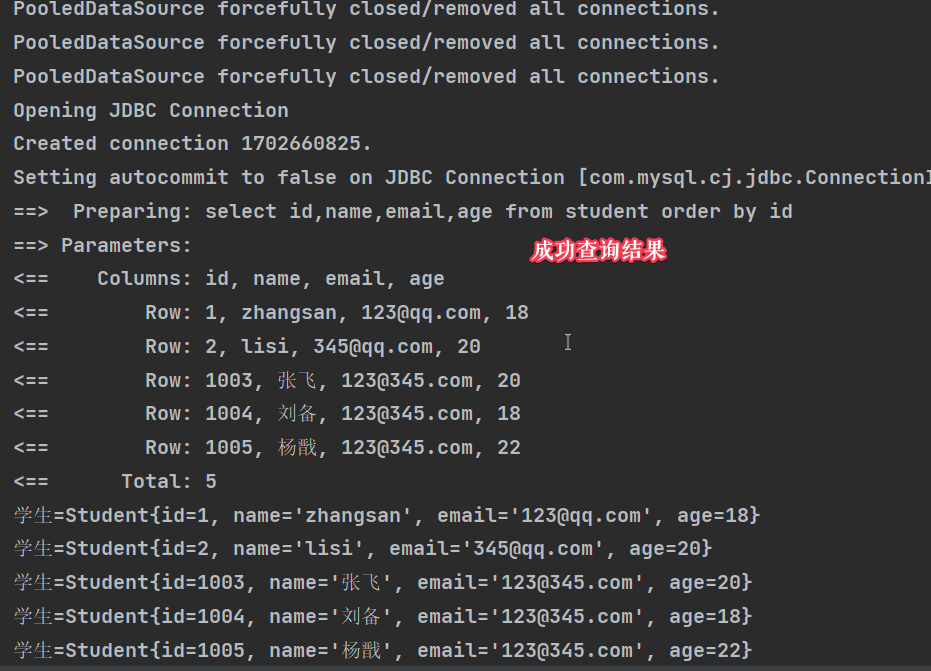 PooledDataSource forcefully closed/removed all connections.
PooledDataSource forcefully closed/removed all connections.
PooledDataSource forcefully closed/removed all connections.
Opening JDBC Connection
Created connection 1702660825.
Setting autocommit to false on JDBC Connection [com.mysql.cj.jdbc.ConnectionI
==>  Preparing: select id,name,email,age from student order by id
==> Parameters:
成功查询结果
<==    Columns: id, name, email, age
<==        Row: 1, zhangsan, 123@qq.com, 18
<==        Row: 2, lisi, 345@qq.com, 20
<==        Row: 1003, 张飞, 123@345.com, 20
<==        Row: 1004, 刘备, 123@345.com, 18
<==        Row: 1005, 杨戬, 123@345.com, 22
<==      Total: 5
学生=Student{id=1, name='zhangsan', email='123@qq.com', age=18}
学生=Student{id=2, name='lisi', email='345@qq.com', age=20}
学生=Student{id=1003, name='张飞', email='123@345.com', age=20}
学生=Student{id=1004, name='刘备', email='123@345.com', age=18}
学生=Student{id=1005, name='杨戬', email='123@345.com', age=22}